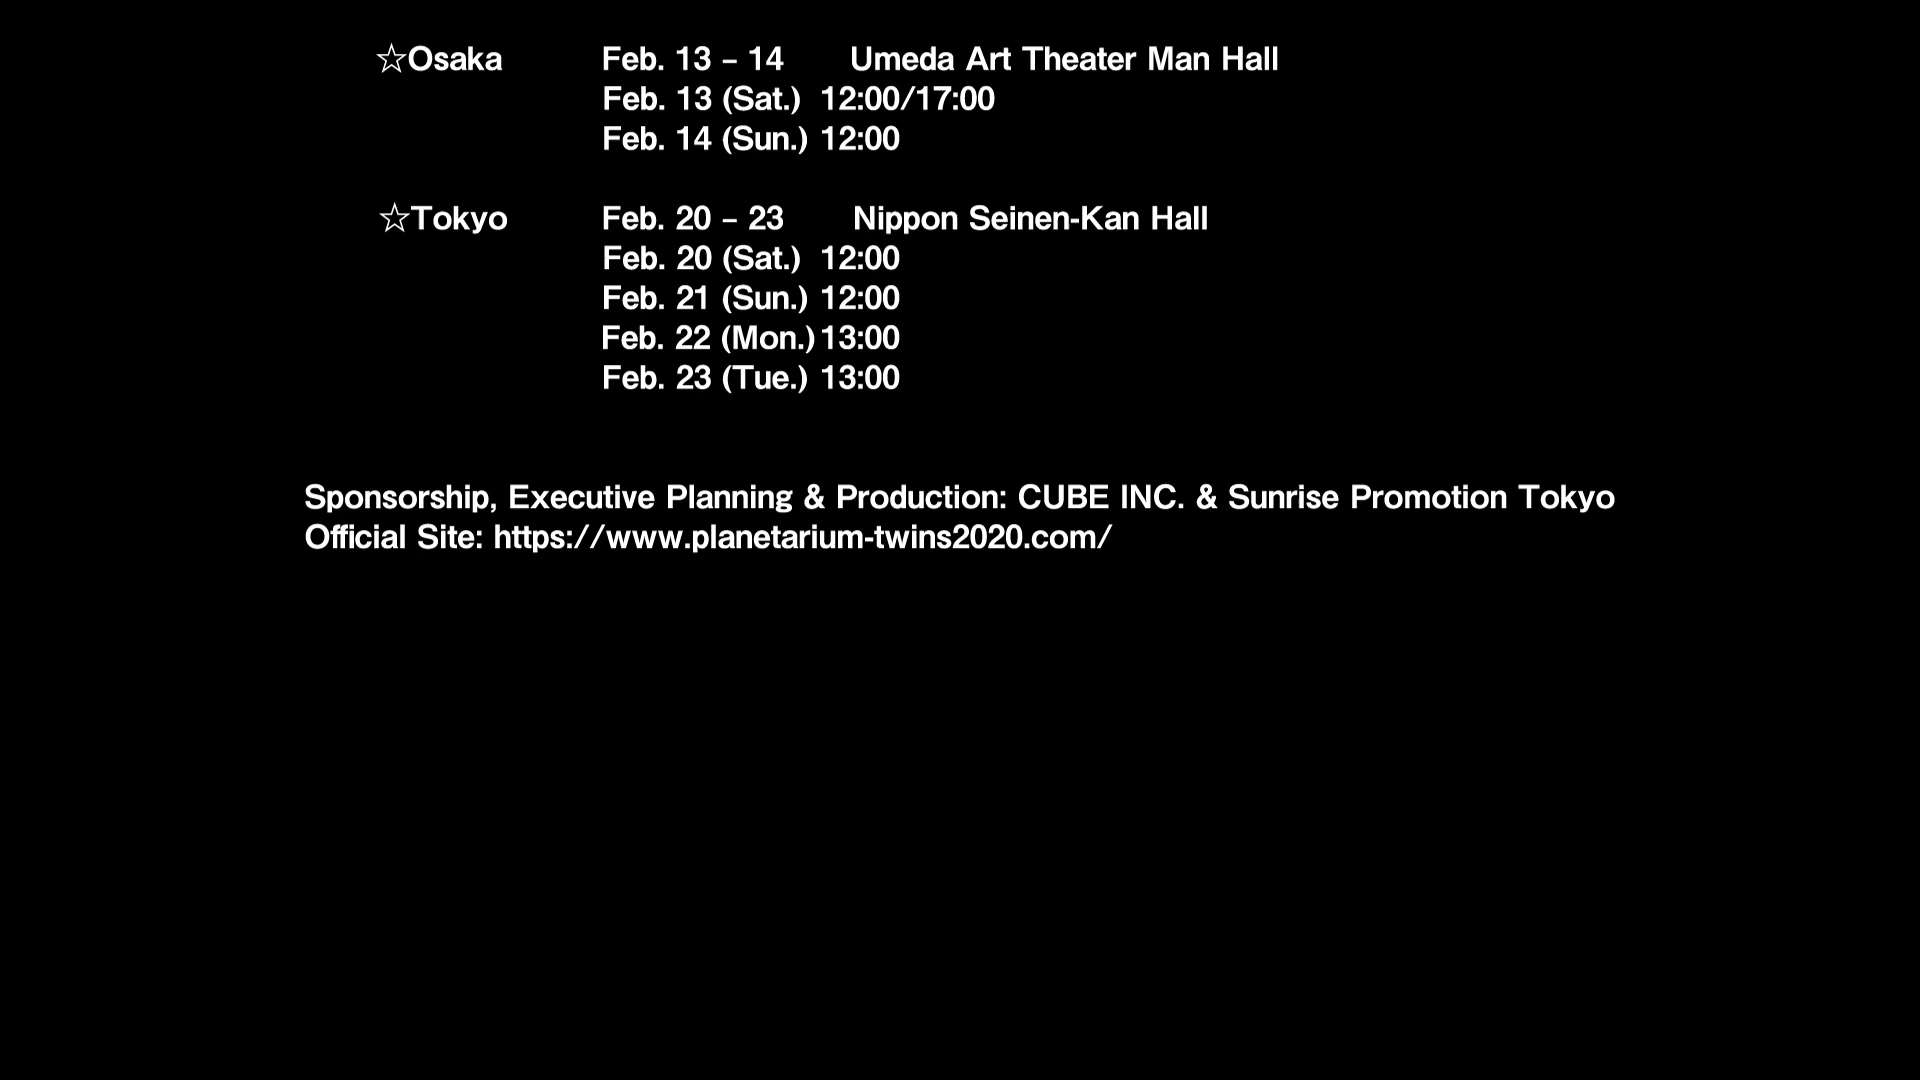 ☆Osaka Feb. 13 – 14 Umeda Art Theater Man Hall
Feb. 13 (Sat.) 12:00/17:00
Feb. 14 (Sun.) 12:00
☆Tokyo Feb. 20 – 23 Nippon Seinen-Kan Hall
Feb. 20 (Sat.) 12:00
Feb. 21 (Sun.) 12:00
Feb. 22 (Mon.) 13:00
Feb. 23 (Tue.) 13:00
Sponsorship, Executive Planning & Production: CUBE INC. & Sunrise Promotion Tokyo
Official Site: https://www.planetarium-twins2020.com/